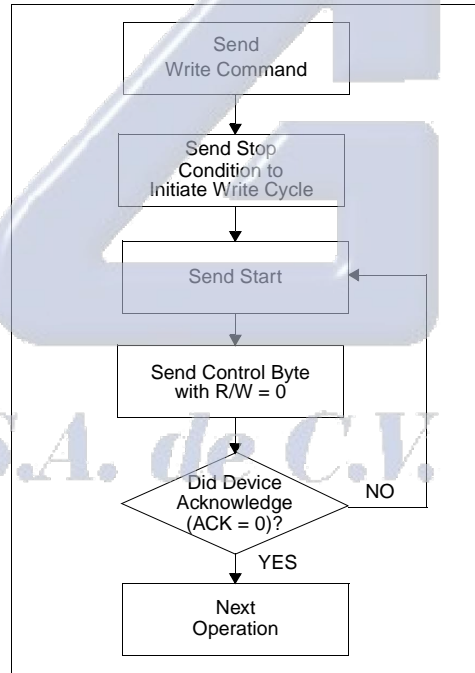 Send
Write Command
Send Stop
Condition to
Initiate Write Cycle
Send Start
Send Control Byte
with R/W = 0
S.A. de C.V.
Did Device
Acknowledge
(ACK = 0)?
NO
YES
Next
Operation